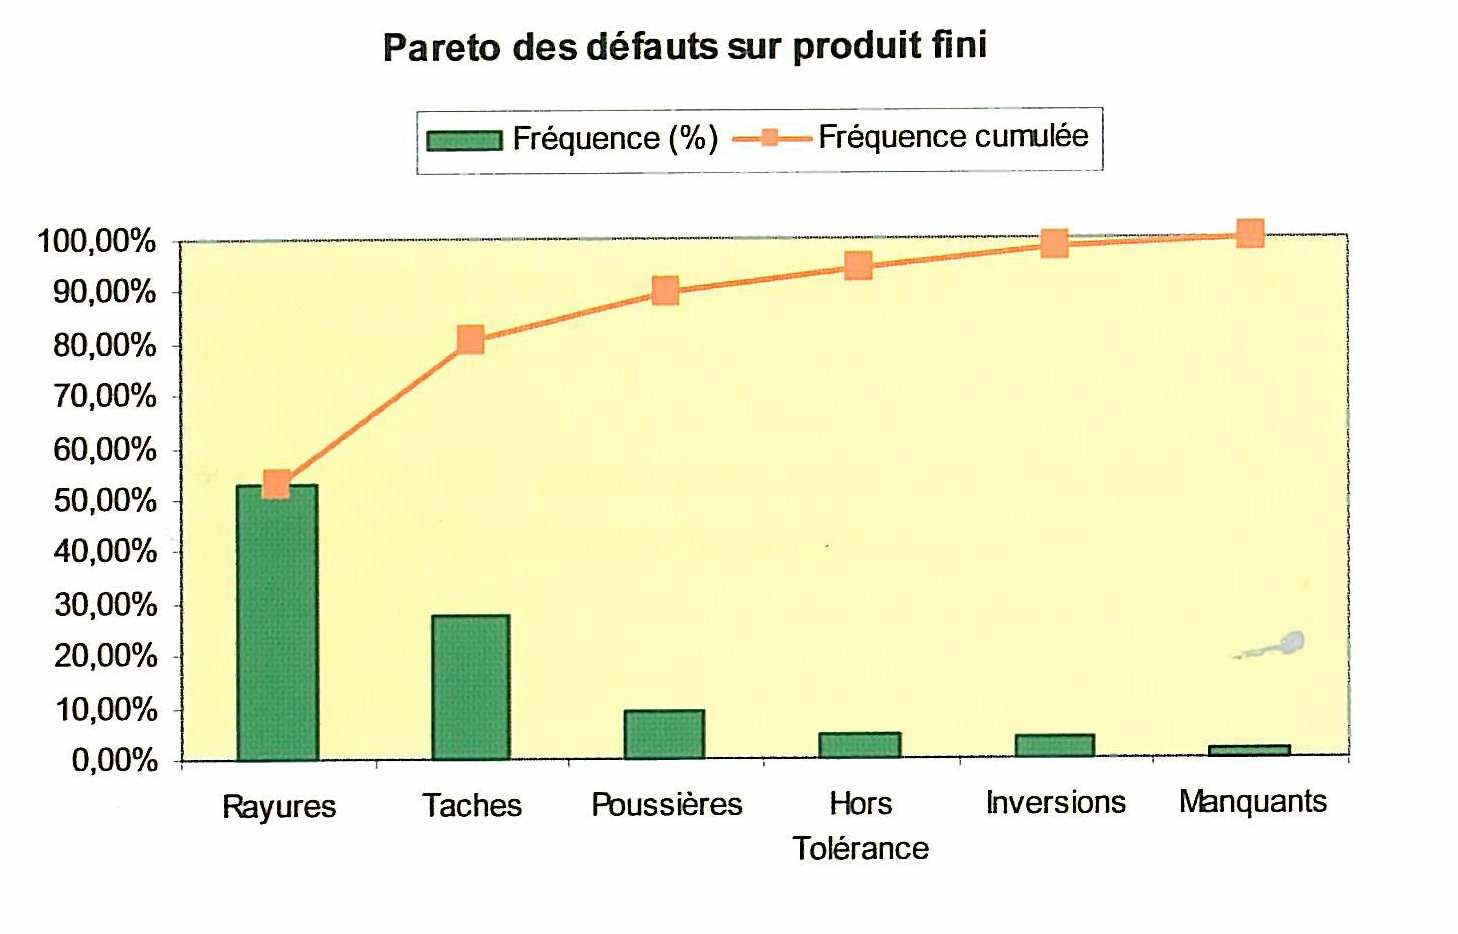 Pareto des défauts sur produit fini
Fréquence (%) Fréquence cumulée
100,00%
90,00%
80,00%
70,00%
60,00%
50,00%
40,00%
30,00%
20,00%
10,00%
0,00%
Rayures Taches Poussières Hors Inversions Manquants
Tolérance